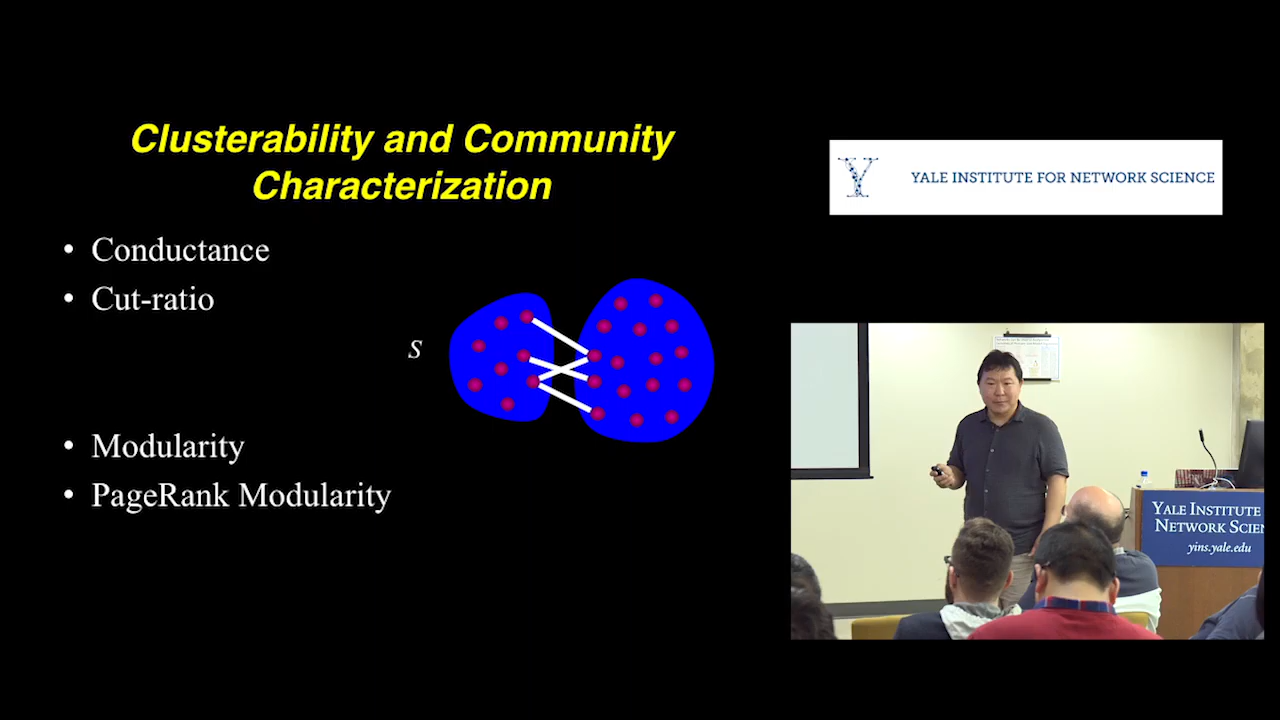 Clusterability and Community
Characterization
• Conductance
• Cut-ratio
S
• Modularity
• PageRank Modularity
Y
YALE INSTITUTE FOR NETWORK SCIENCE
YALE INSTITUTE
NETWORK SCIEN
yins.yale.edu